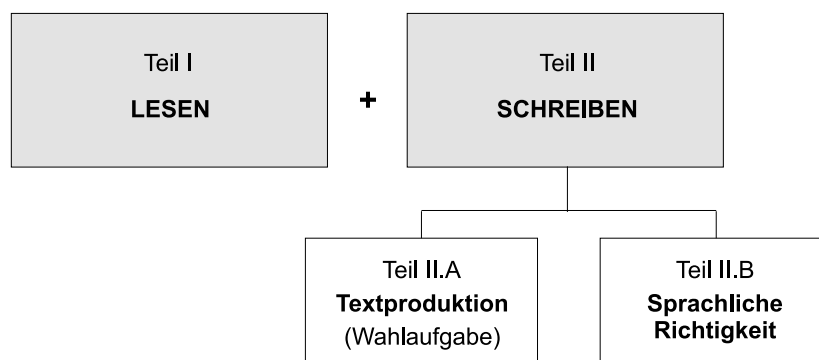 Teil I
LESEN
+
Teil II
SCHREIBEN
Teil II.A
Textproduktion
(Wahlaufgabe)
Teil II.B
Sprachliche
Richtigkeit